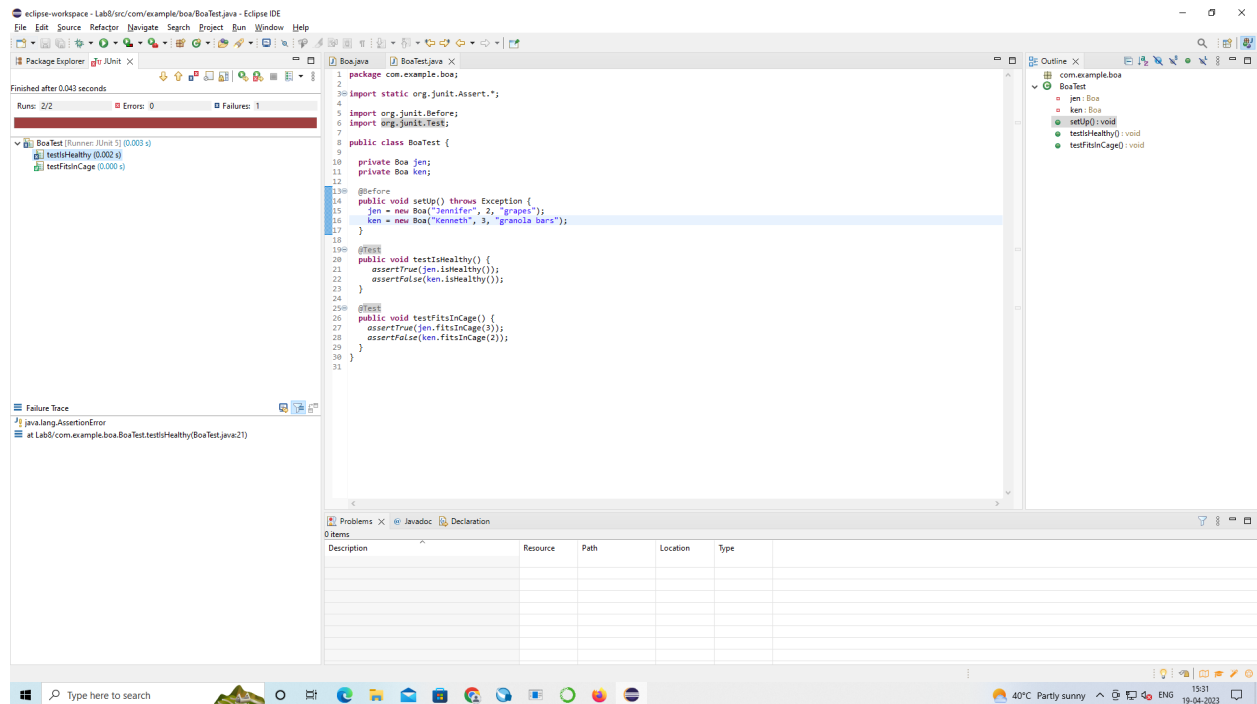 eclipse-workspace - Lab8/src/com/example/boa/BoaTest.java - Eclipse IDE
File Edit Source Refactor Navigate Search Project Run Window Help
Package Explorer JUnit
Finished after 0.043 seconds
Runs: 2/2 Errors: 0 Failures: 1
BoaTest [Runner: JUnit 5] (0.003 s)
testIsHealthy (0.002 s)
testFitsInCage (0.000 s)
Failure Trace
java.lang.AssertionError
at Lab8/com.example.boa.BoaTest.testIsHealthy(BoaTest.java:21)
Boa.java BoaTest.java
1 package com.example.boa;
2
3 import static org.junit.Assert.*;
4
5 import org.junit.Before;
6 import org.junit.Test;
7
8 public class BoaTest {
9
10 private Boa jen;
11 private Boa ken;
12
13 @Before
14 public void setUp() throws Exception {
15 jen = new Boa("Jennifer", 2, "grapes");
16 ken = new Boa("Kenneth", 3, "granola bars");
17 }
18
19 @Test
20 public void testIsHealthy() {
21 assertTrue(jen.isHealthy());
22 assertFalse(ken.isHealthy());
23 }
24
25 @Test
26 public void testFitsInCage() {
27 assertTrue(jen.fitsInCage(3));
28 assertFalse(ken.fitsInCage(2));
29 }
30 }
31
Outline
com.example.boa
BoaTest
jen : Boa
ken : Boa
setUp() : void
testIsHealthy() : void
testFitsInCage() : void
Problems Javadoc Declaration
0 items
Description Resource Path Location Type
Type here to search
40°C Partly sunny ENG 15:31
19-04-2023